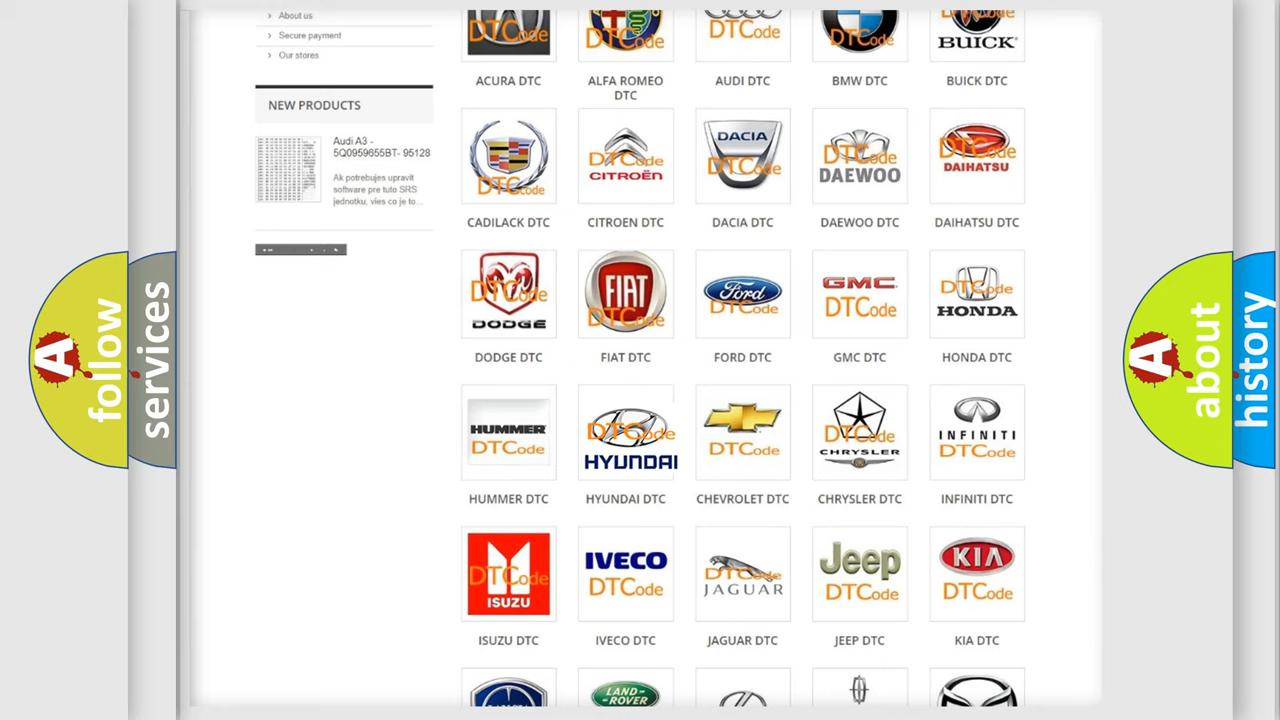 About us
Secure payment
Our stores
NEW PRODUCTS
Audi A3 -
5Q0959655BT- 95128
Ak potrebujes upravit
software pre tuto SRS
jednotku, vies co je to...
DTCode
DTCode
DTCode
DTCode
BUICK
ACURA DTC
ALFA ROMEO
DTC
AUDI DTC
BMW DTC
BUICK DTC
DTCode
DTCode
CITROËN
DACIA
DTCode
DTCode
DAEWOO
DTCode
DAIHATSU
CADILACK DTC
CITROEN DTC
DACIA DTC
DAEWOO DTC
DAIHATSU DTC
DTCode
DODGE
FIAT
DTCode
Ford
DTCode
GMC
DTCode
DTCode
HONDA
DODGE DTC
FIAT DTC
FORD DTC
GMC DTC
HONDA DTC
HUMMER
DTCode
DTCode
HYUNDAI
DTCode
DTCode
CHRYSLER
INFINITI
DTCode
HUMMER DTC
HYUNDAI DTC
CHEVROLET DTC
CHRYSLER DTC
INFINITI DTC
DTCode
ISUZU
IVECO
DTCode
DTCode
JAGUAR
Jeep
DTCode
KIA
DTCode
ISUZU DTC
IVECO DTC
JAGUAR DTC
JEEP DTC
KIA DTC
LAND-
ROVER
A
follow
services
A
about
history